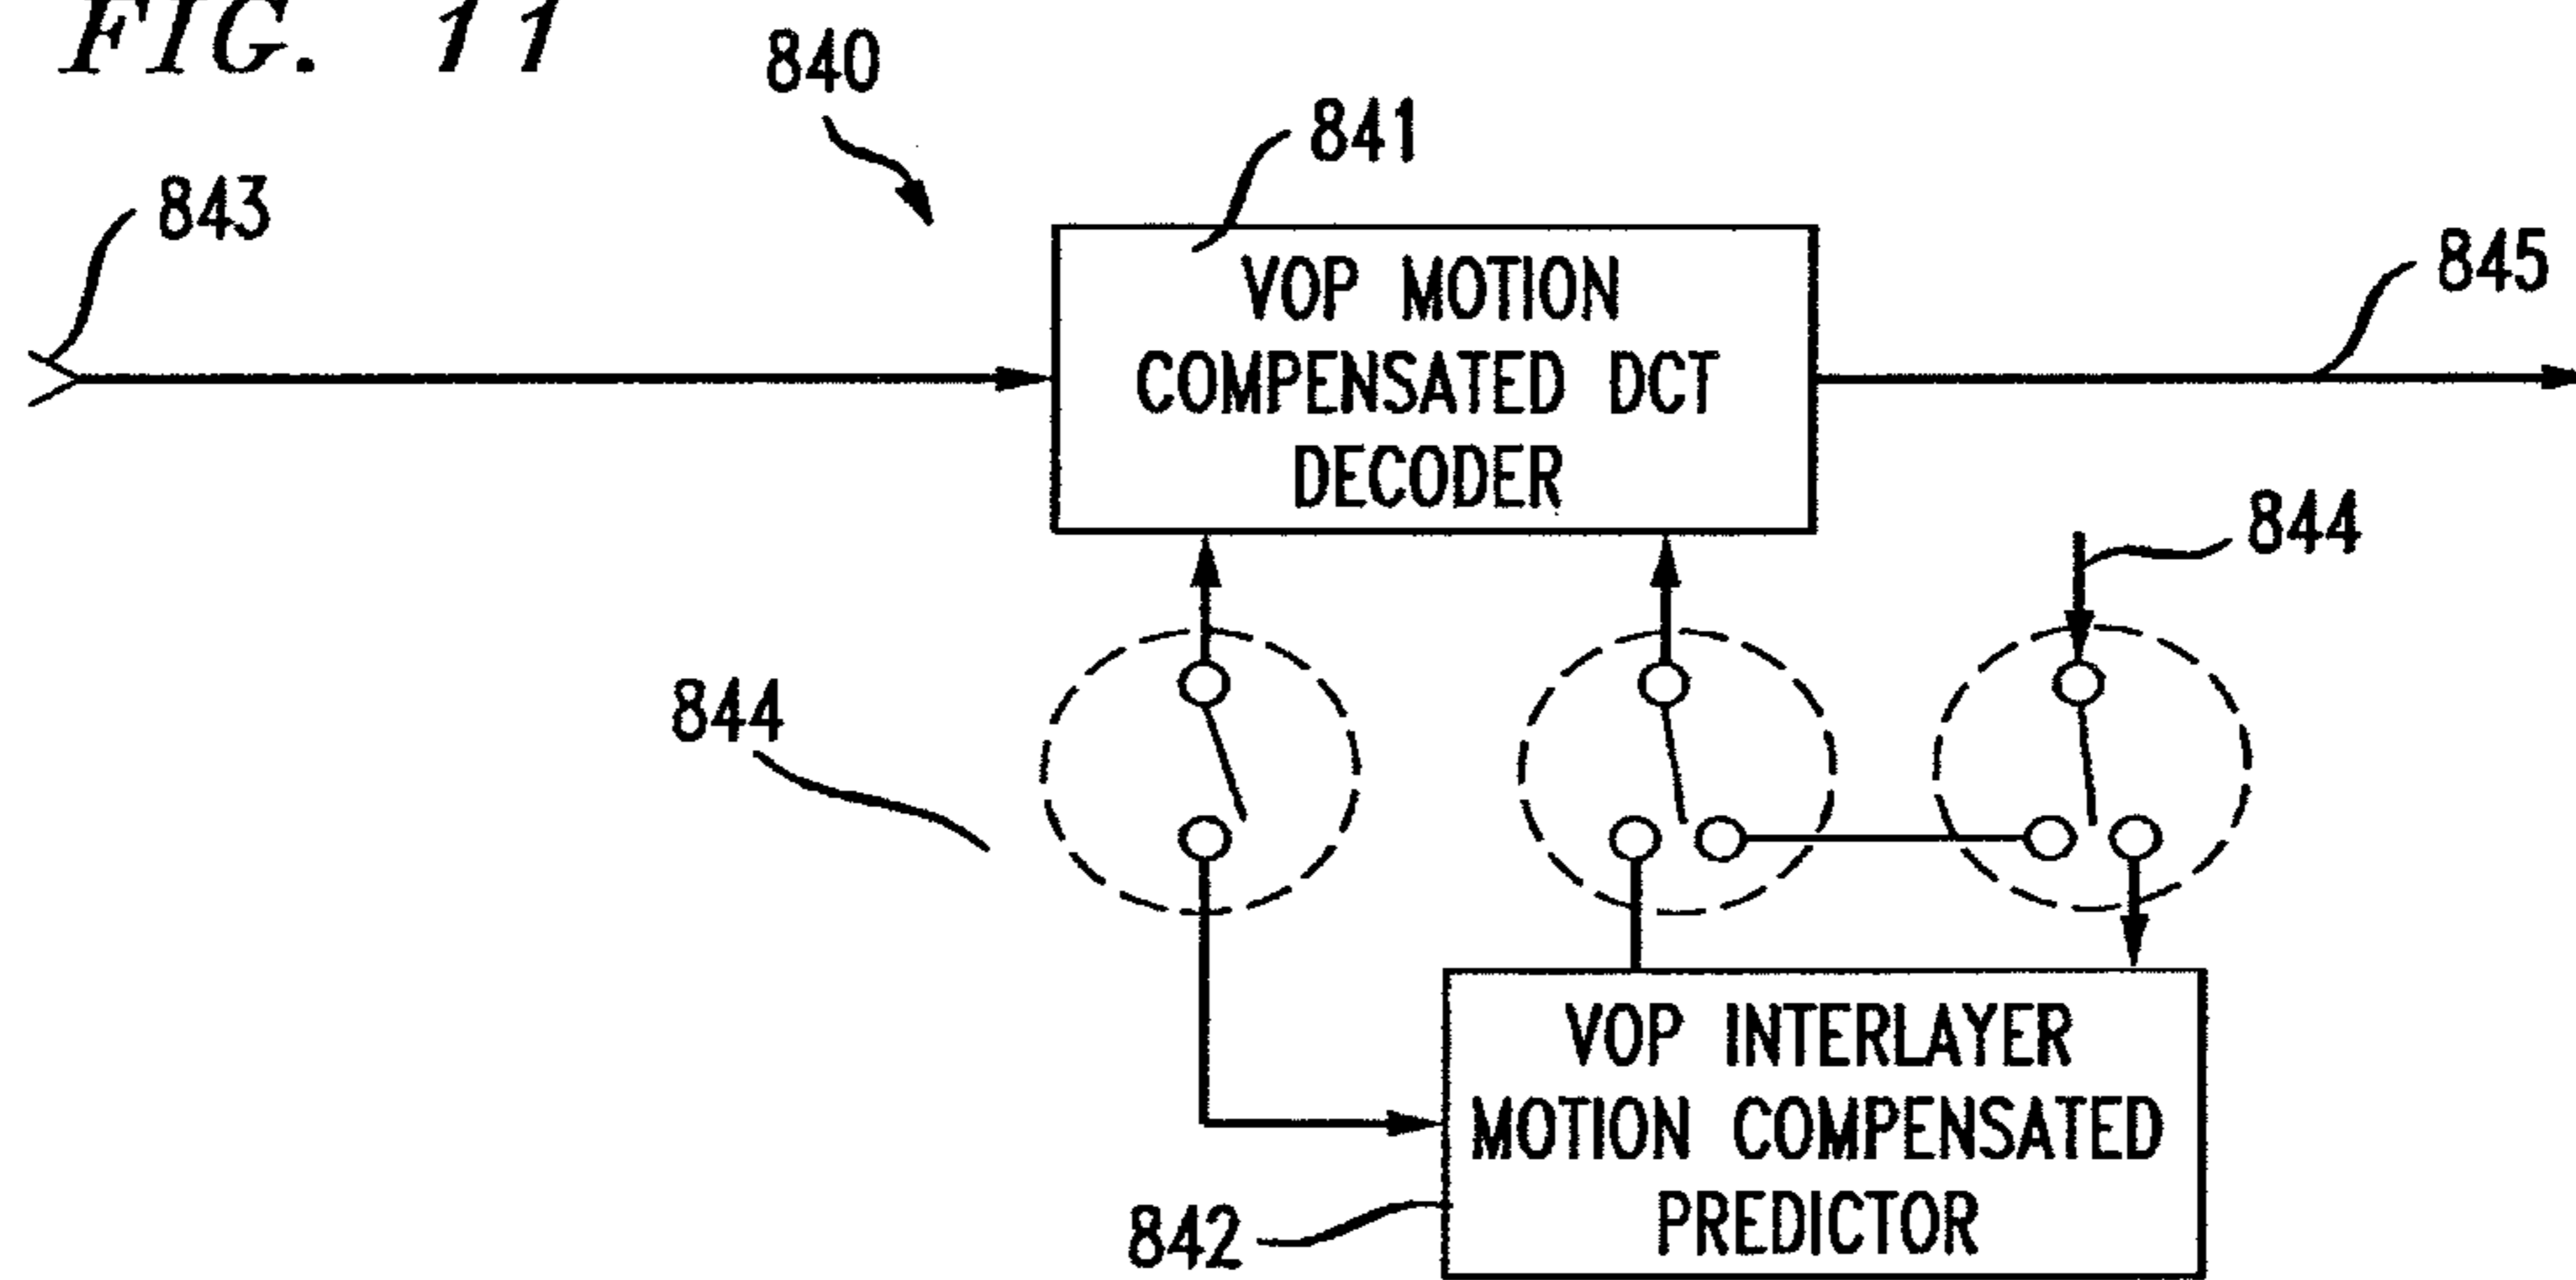 FIG. 11
840
841
843
VOP MOTION
COMPENSATED DCT
DECODER
845
844
844
VOP INTERLAYER
MOTION COMPENSATED
PREDICTOR
842